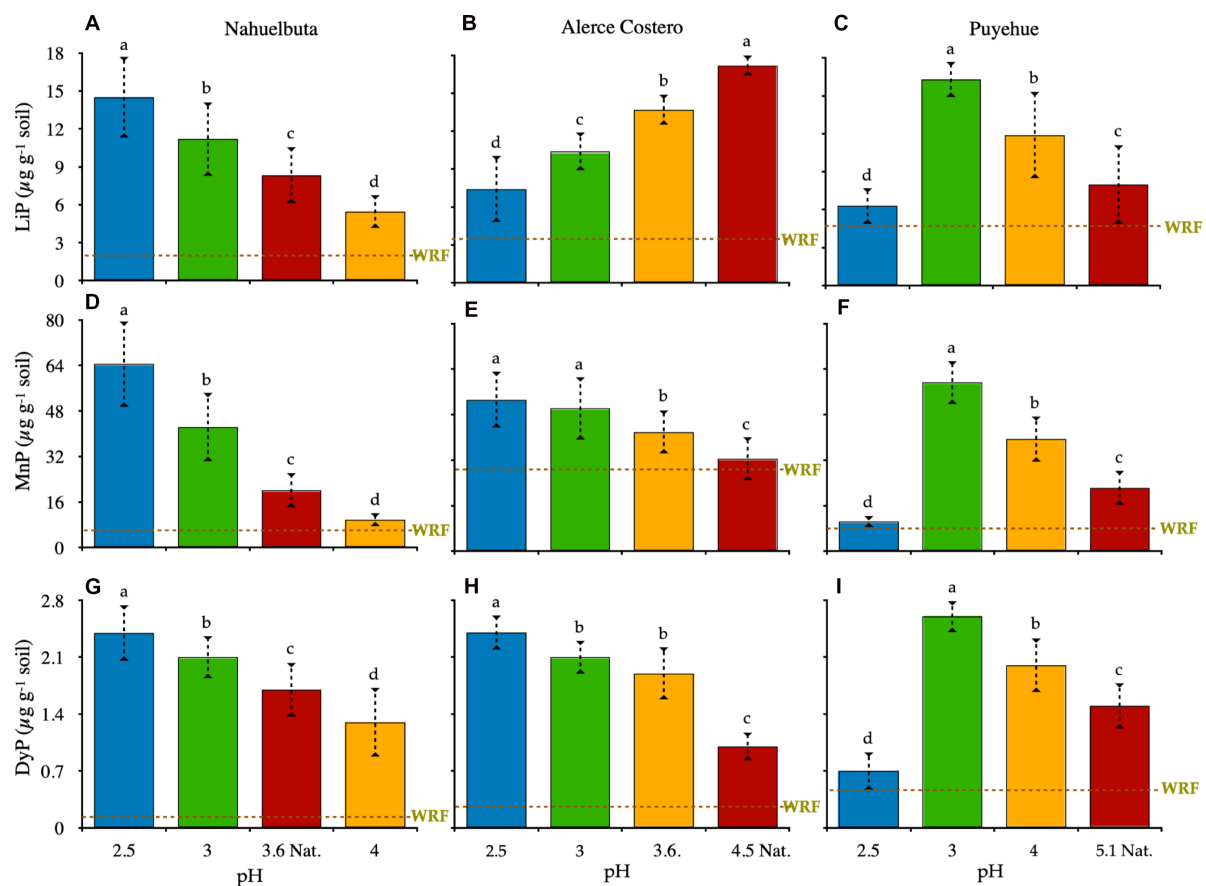 A Nahuelbuta B Alerce Costero C Puyehue
LiP (µg g⁻¹ soil)
18
15
12
9
6
3
0
a b c d
WRF
d c b a
WRF
d a b c
WRF
D E F
MnP (µg g⁻¹ soil)
80
64
48
32
16
0
a b c d
WRF
a a b c
WRF
d a b c
WRF
G H I
DyP (µg g⁻¹ soil)
2.8
2.1
1.4
0.7
0
a b c d
WRF
a b b c
WRF
d a b c
WRF
2.5 3 3.6 Nat. 4
pH
2.5 3 3.6. 4.5 Nat.
pH
2.5 3 4 5.1 Nat.
pH